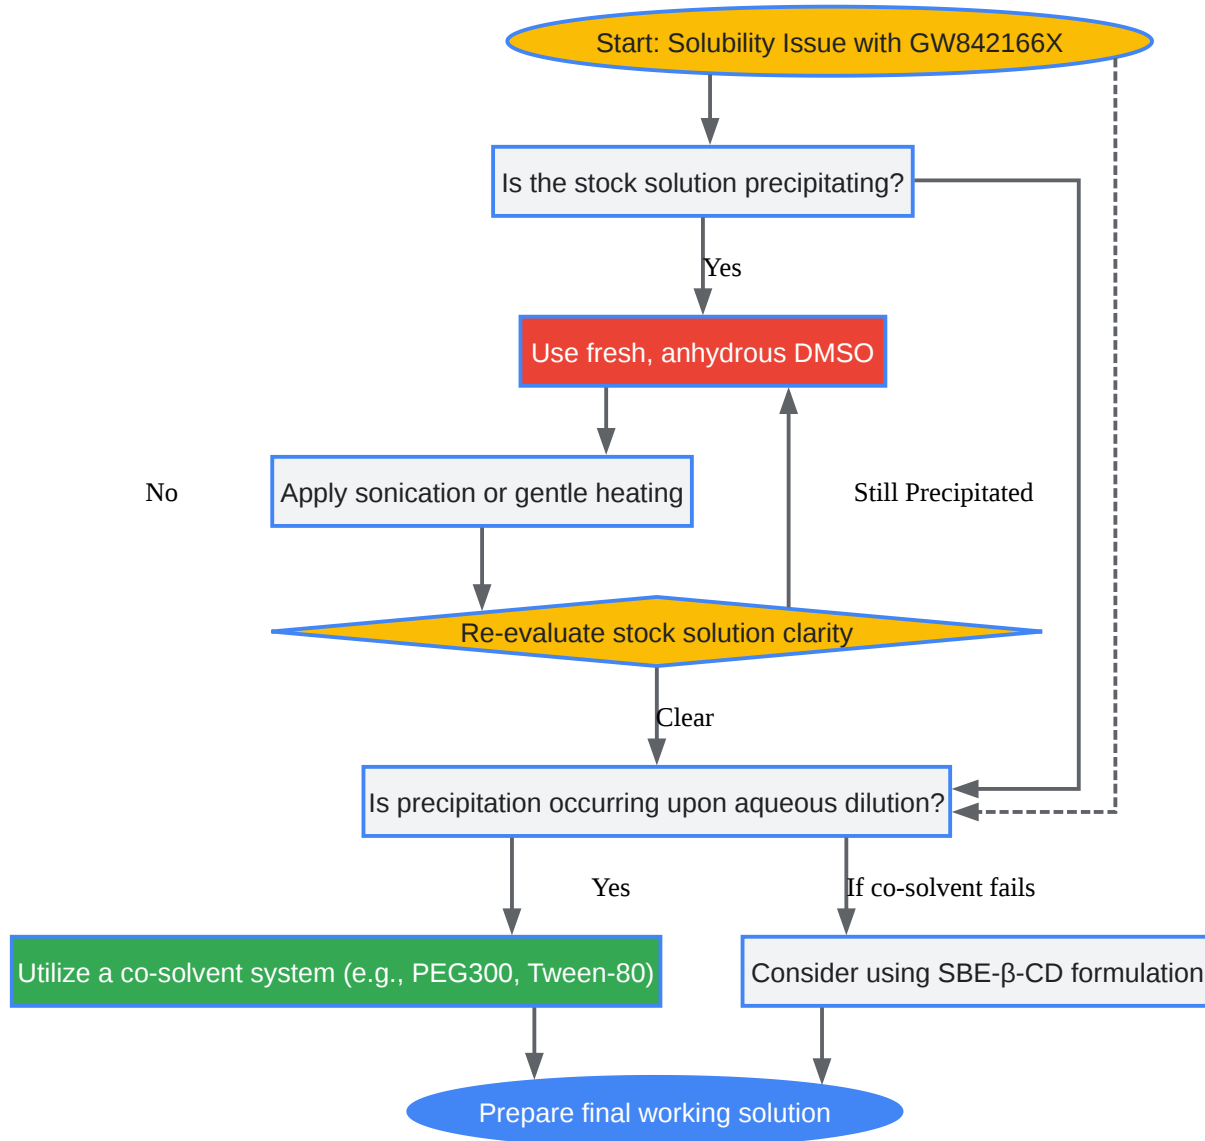 Start: Solubility Issue with GW842166X
Is the stock solution precipitating?
Yes
Use fresh, anhydrous DMSO
No
Apply sonication or gentle heating
Still Precipitated
Re-evaluate stock solution clarity
Clear
Is precipitation occurring upon aqueous dilution?
Yes
If co-solvent fails
Utilize a co-solvent system (e.g., PEG300, Tween-80)
Consider using SBE-β-CD formulation
Prepare final working solution